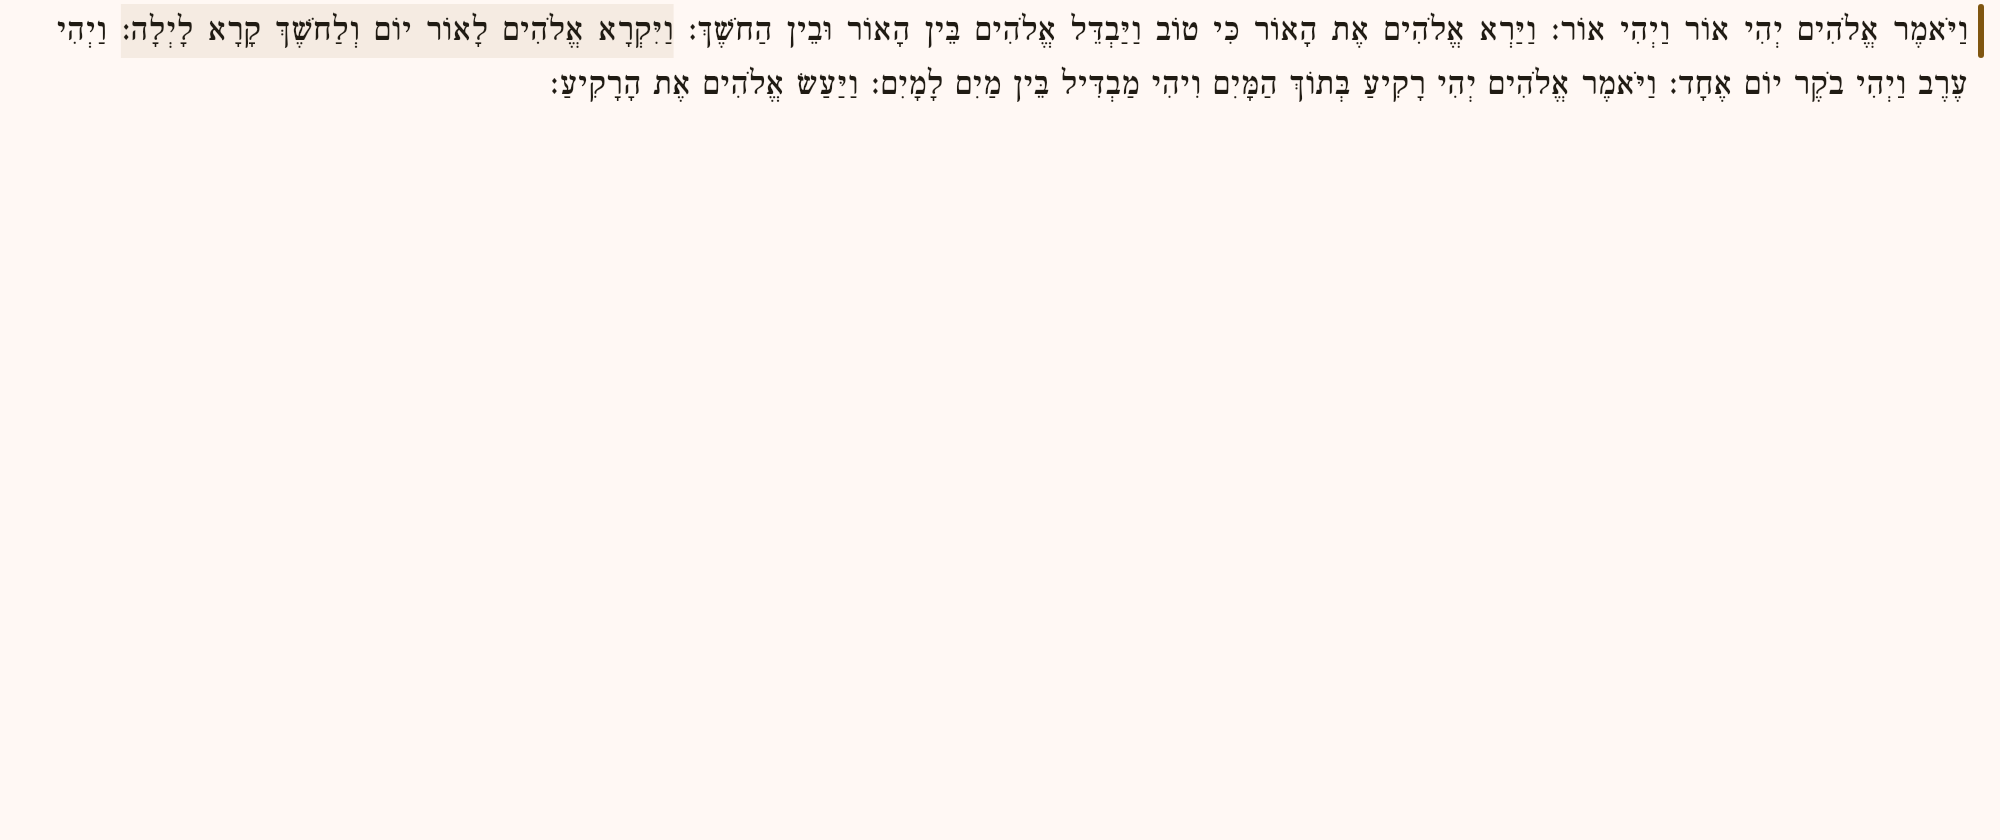 וַיֹּאמֶר אֱלֹהִים יְהִי אוֹר וַיְהִי אוֹר: וַיַּרְא אֱלֹהִים אֶת הָאוֹר כִּי טוֹב וַיַּבְדֵּל אֱלֹהִים בֵּין הָאוֹר וּבֵין הַחֹשֶׁךְ: וַיִּקְרָא אֱלֹהִים לָאוֹר יוֹם וְלַחֹשֶׁךְ קָרָא לָיְלָה: וַיְהִי
עֶרֶב וַיְהִי בֹקֶר יוֹם אֶחָד: וַיֹּאמֶר אֱלֹהִים יְהִי רָקִיעַ בְּתוֹךְ הַמָּיִם וִיהִי מַבְדִּיל בֵּין מַיִם לָמָיִם: וַיַּעַשׂ אֱלֹהִים אֶת הָרָקִיעַ: